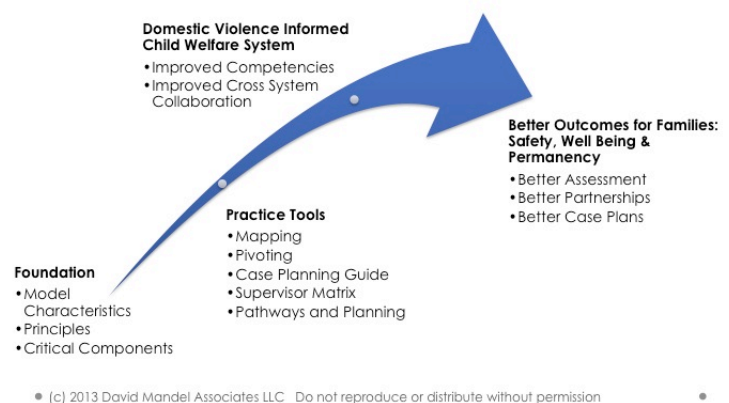 Domestic Violence Informed
Child Welfare System
•Improved Competencies
•Improved Cross System
Collaboration
Better Outcomes for Families:
Safety, Well Being &
Permanency
•Better Assessment
•Better Partnerships
•Better Case Plans
Practice Tools
•Mapping
•Pivoting
•Case Planning Guide
•Supervisor Matrix
•Pathways and Planning
Foundation
•Model
Characteristics
•Principles
•Critical Components
(c) 2013 David Mandel Associates LLC Do not reproduce or distribute without permission